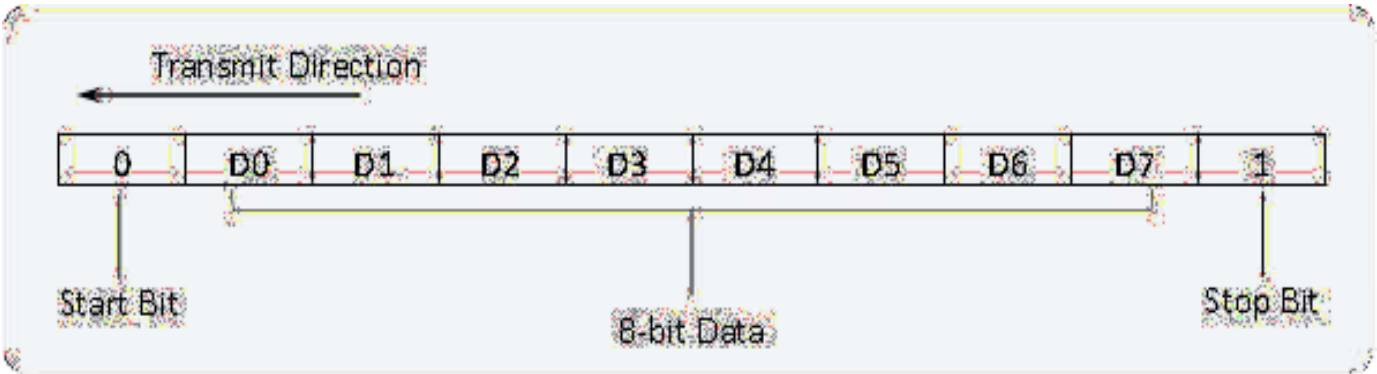 Transmit Direction
0 D0 D1 D2 D3 D4 D5 D6 D7 1
Start Bit
8-bit Data
Stop Bit